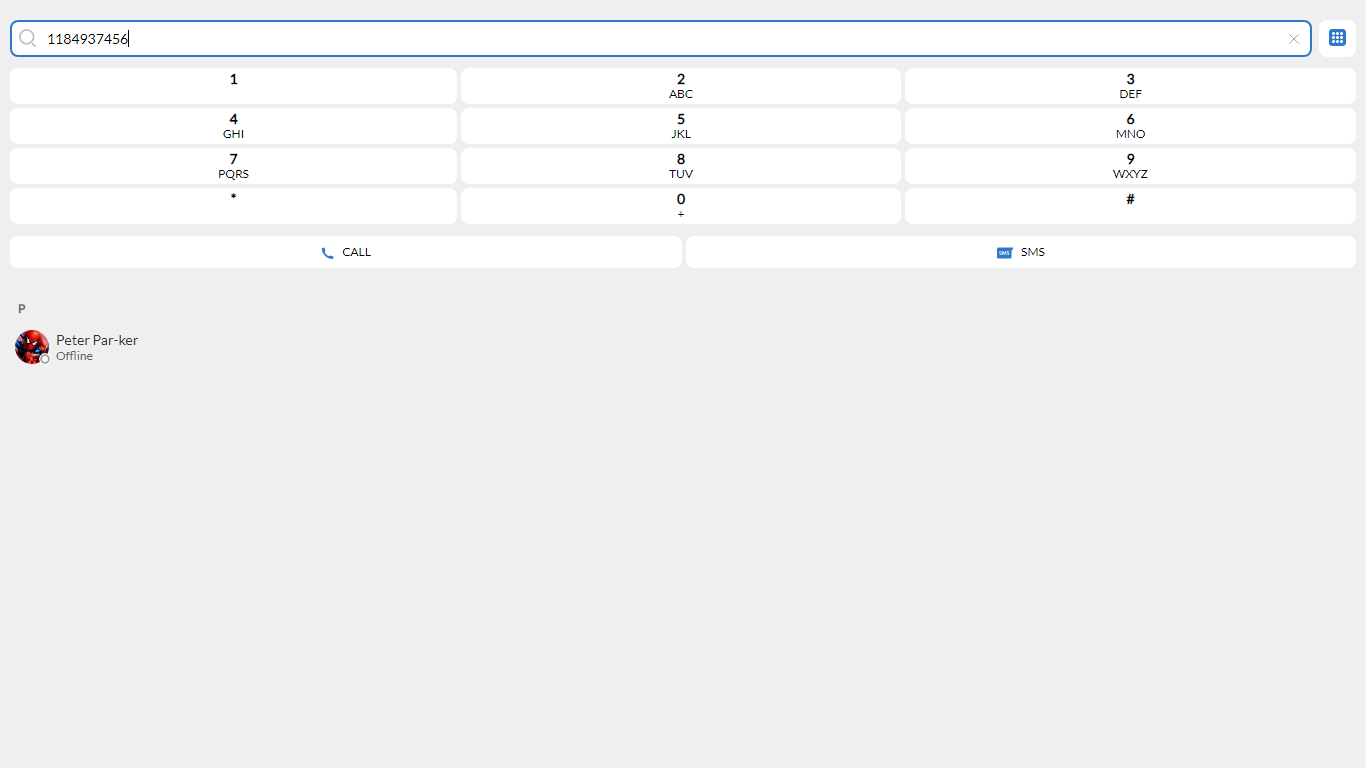 1184937456
1
2
ABC
3
DEF
4
GHI
5
JKL
6
MNO
7
PQRS
8
TUV
9
WXYZ
*
0
+
#
CALL
SMS SMS
P
Peter Par-ker
Offline